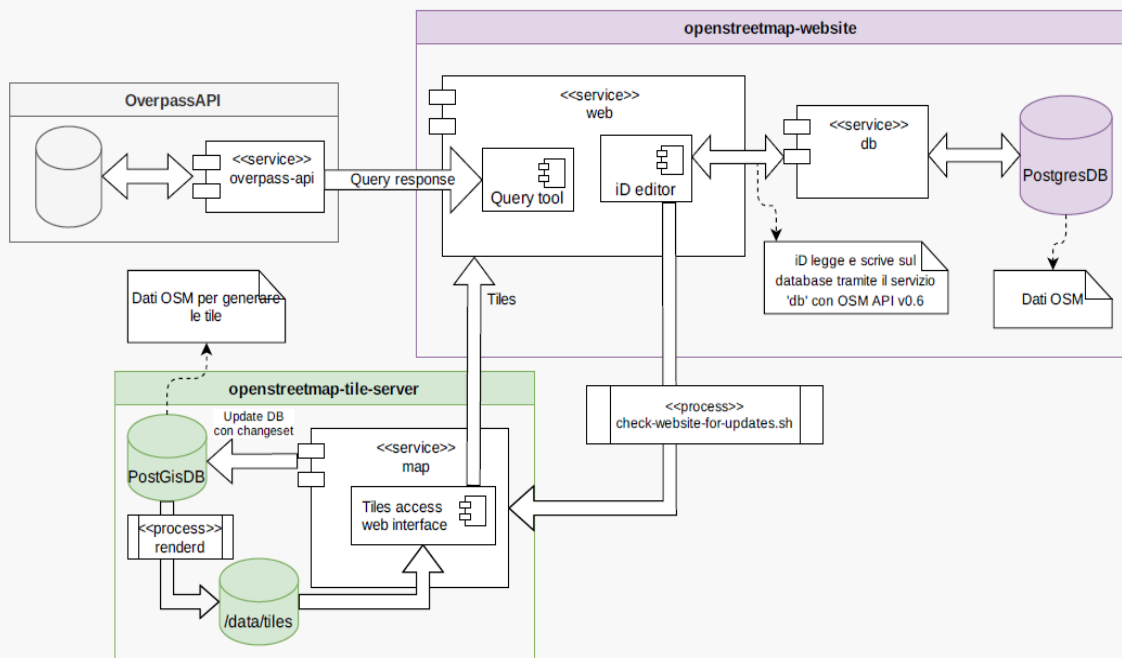 openstreetmap-website
OverpassAPI
<<service>>
overpass-api
Query response
<<service>>
web
Query tool
iD editor
<<service>>
db
PostgresDB
iD legge e scrive sul
database tramite il servizio
'db' con OSM API v0.6
Dati OSM
Dati OSM per generare
le tile
Tiles
openstreetmap-tile-server
Update DB
con changeset
PostGisDB
<<service>>
map
Tiles access
web interface
<<process>>
check-website-for-updates.sh
<<process>>
renderd
/data/tiles